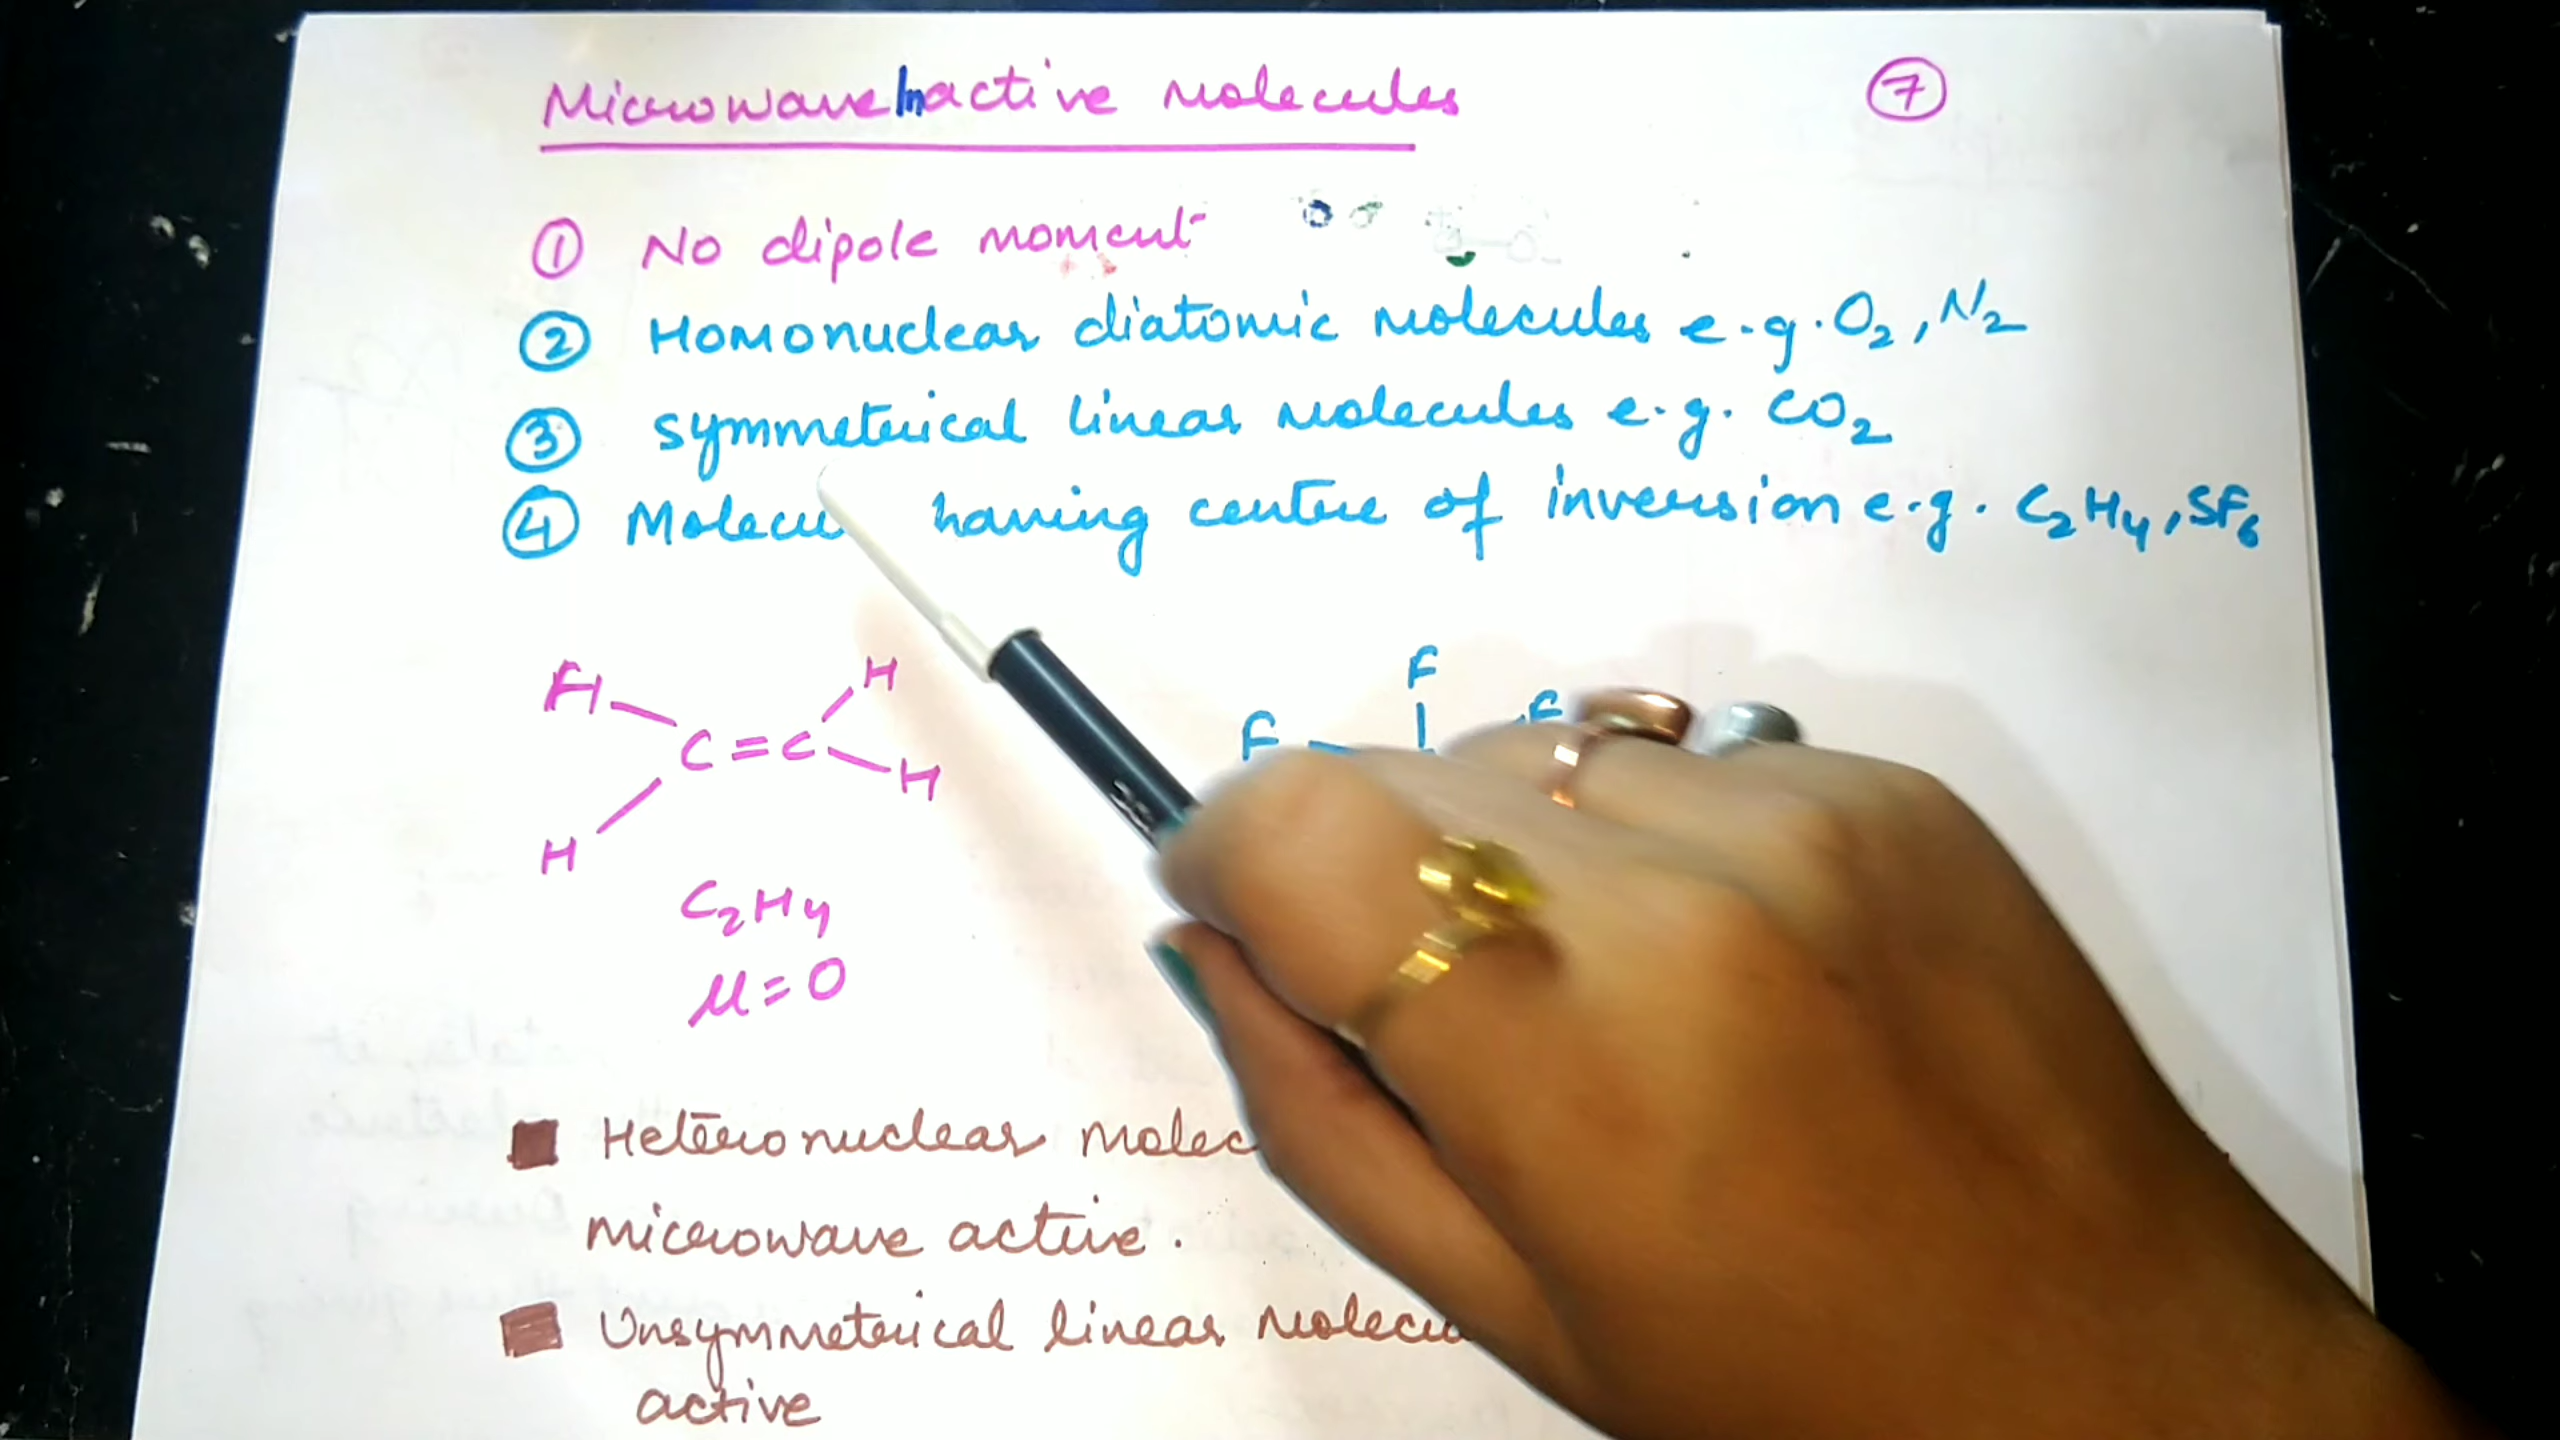 Microwave Inactive molecules ⑦
① No dipole moment
② Homonuclear diatomic molecules e.g. O₂, N₂
③ symmetrical linear molecules e.g. CO₂
④ Molecu having centre of inversion e.g. C₂H₄, SF₆
H H F
F F
C=C
H
H
C₂H₄
μ=0
Heteronuclear molec
microwave active.
Unsymmetrical linear molecu
active